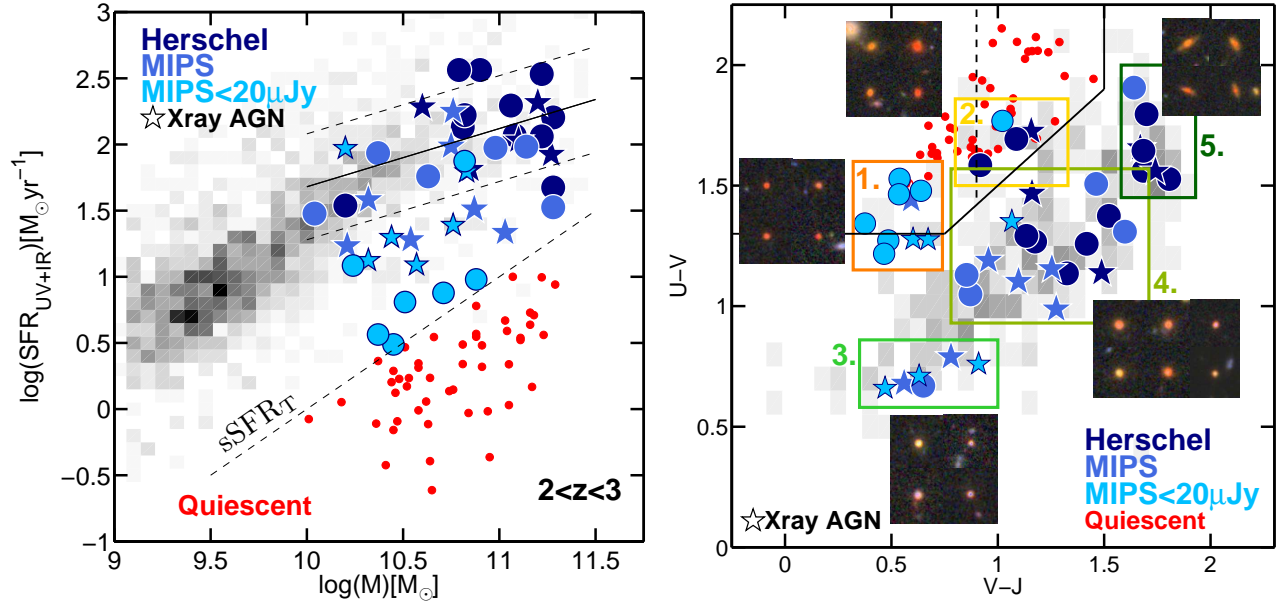 Herschel
MIPS
MIPS<20μJy
☆Xray AGN
sSFR_T
Quiescent
2<z<3
3
2.5
2
1.5
1
0.5
0
−0.5
−1
9
9.5
10
10.5
11
11.5
log(M)[M_⊙]
log(SFR_{UV+IR})[M_⊙yr^{-1}]
1.
2.
3.
4.
5.
Herschel
MIPS
MIPS<20μJy
Quiescent
☆Xray AGN
2
1.5
1
0.5
0
0
0.5
1
1.5
2
V−J
U−V